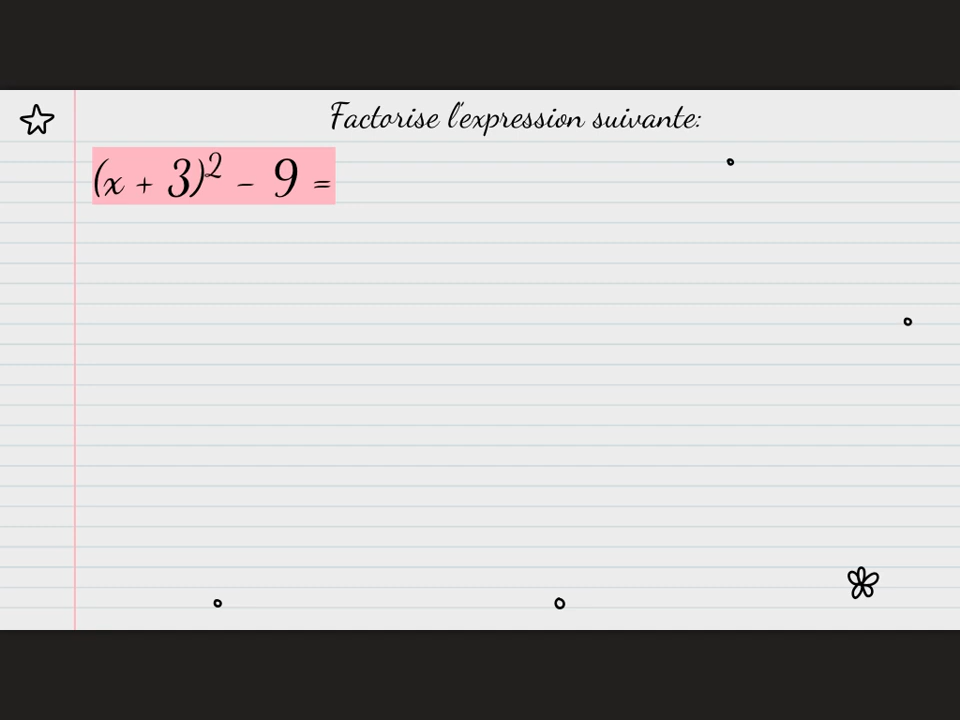 Factorise l'expression suivante:
(x + 3)² - 9 =